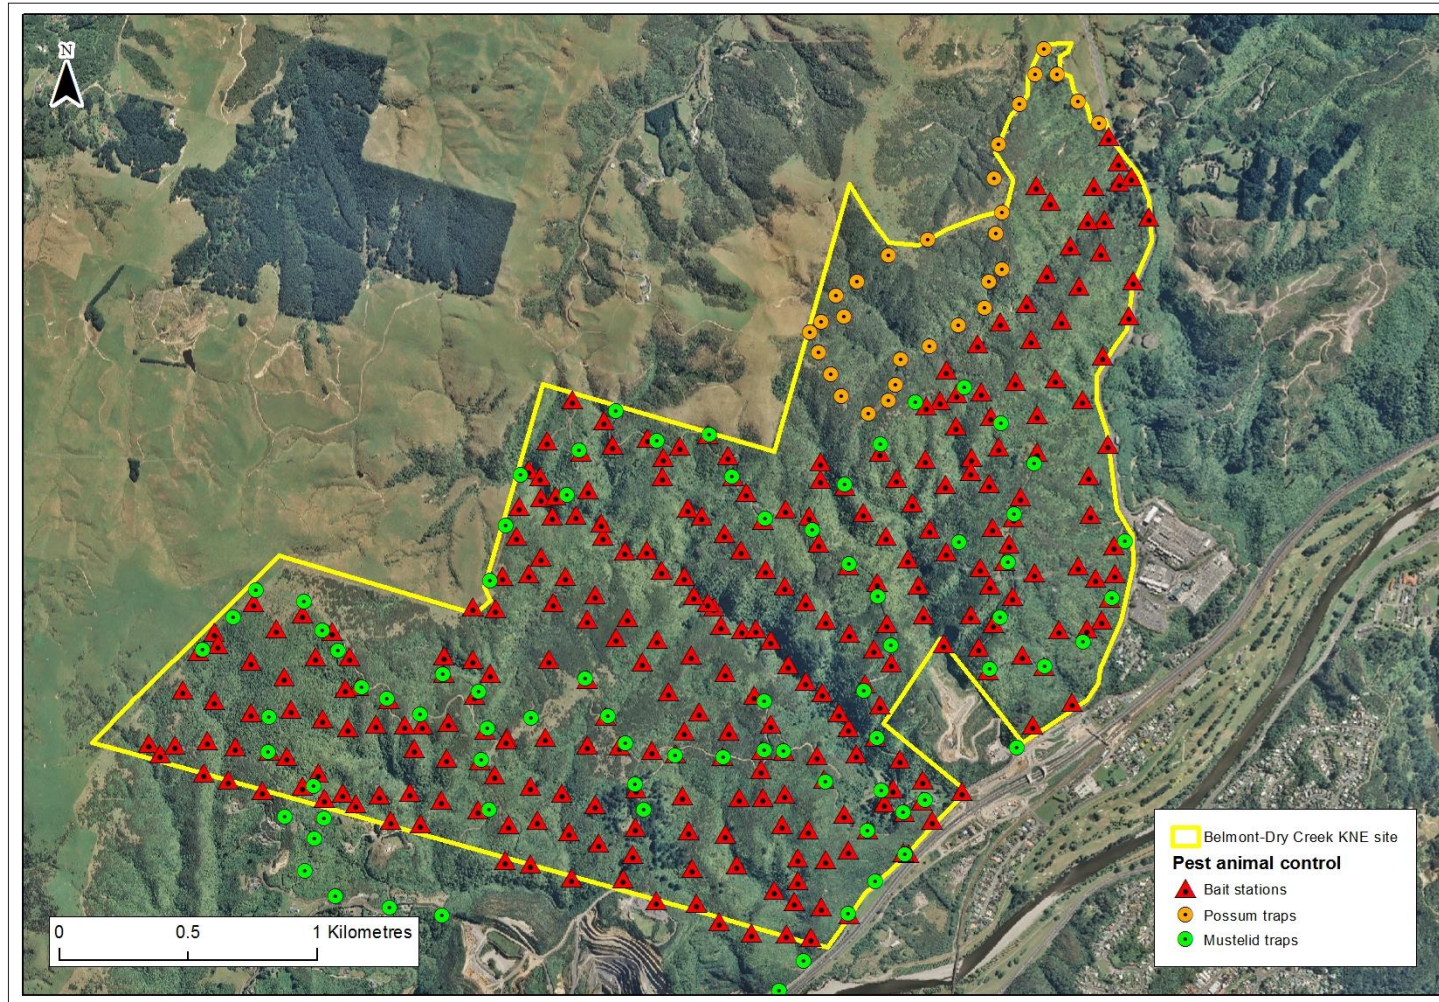 N
Belmont-Dry Creek KNE site
Pest animal control
Bait stations
Possum traps
Mustelid traps
0 0.5 1 Kilometres